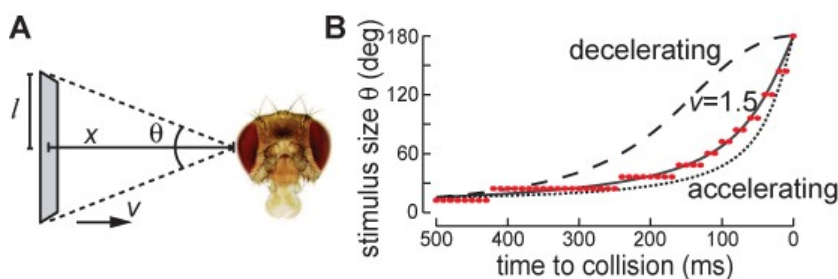 A
l
x
θ
v
B
stimulus size θ (deg)
180
120
60
0
decelerating
v=1.5
accelerating
500 400 300 200 100 0
time to collision (ms)